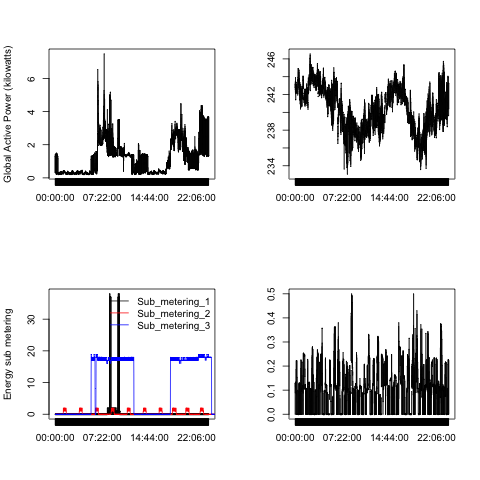 Global Active Power (kilowatts)
0 2 4 6
00:00:00 07:22:00 14:44:00 22:06:00
234 238 242 246
00:00:00 07:22:00 14:44:00 22:06:00
Energy sub metering
0 10 20 30
Sub_metering_1
Sub_metering_2
Sub_metering_3
00:00:00 07:22:00 14:44:00 22:06:00
0.0 0.1 0.2 0.3 0.4 0.5
00:00:00 07:22:00 14:44:00 22:06:00